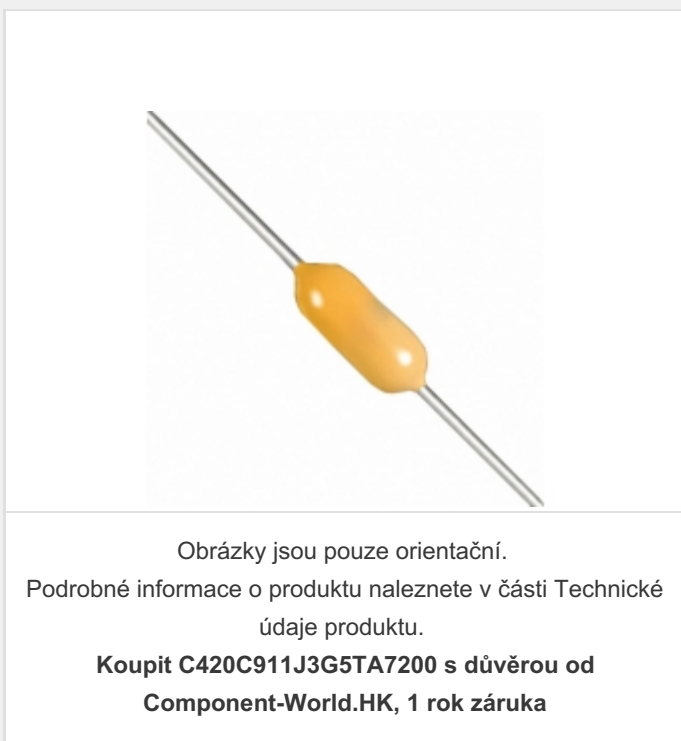 Obrázky jsou pouze orientační.
Podrobné informace o produktu naleznete v části Technické
údaje produktu.
Koupit C420C911J3G5TA7200 s důvěrou od
Component-World.HK, 1 rok záruka